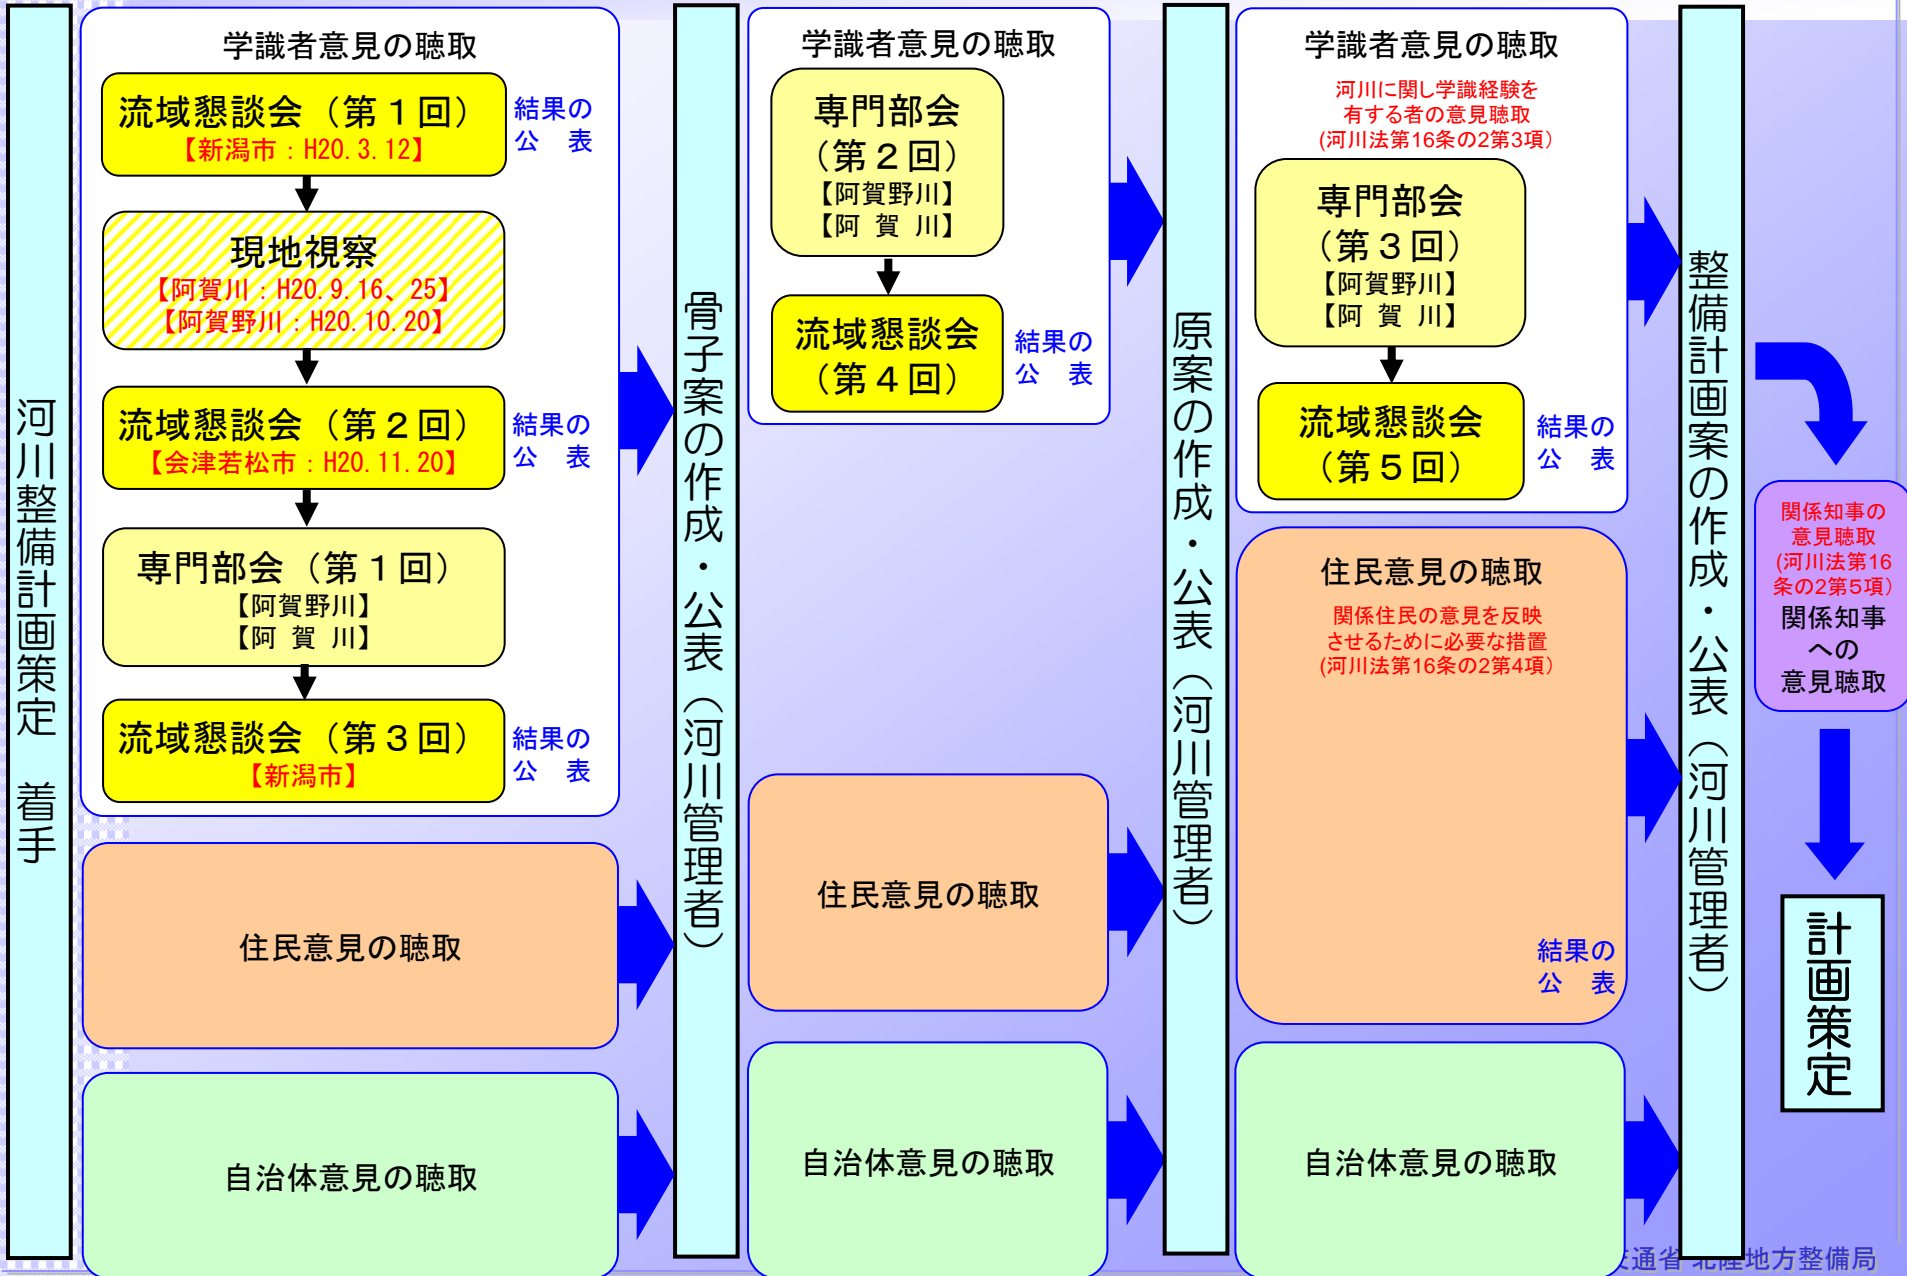 河川整備計画策定　着手
学識者意見の聴取
流域懇談会（第１回）
【新潟市：H20.3.12】
結果の
公　表
現地視察
【阿賀川：H20.9.16、25】
【阿賀野川：H20.10.20】
流域懇談会（第２回）
【会津若松市：H20.11.20】
結果の
公　表
専門部会（第１回）
【阿賀野川】
【阿 賀 川】
流域懇談会（第３回）
【新潟市】
結果の
公　表
住民意見の聴取
自治体意見の聴取
骨子案の作成・公表（河川管理者）
学識者意見の聴取
専門部会
（第２回）
【阿賀野川】
【阿 賀 川】
流域懇談会
（第４回）
結果の
公　表
住民意見の聴取
自治体意見の聴取
原案の作成・公表（河川管理者）
学識者意見の聴取
河川に関し学識経験を
有する者の意見聴取
(河川法第16条の2第3項）
専門部会
（第３回）
【阿賀野川】
【阿 賀 川】
流域懇談会
（第５回）
結果の
公　表
住民意見の聴取
関係住民の意見を反映
させるために必要な措置
(河川法第16条の2第4項）
結果の
公　表
自治体意見の聴取
整備計画案の作成・公表（河川管理者）
関係知事の
意見聴取
(河川法第16
条の2第5項）
関係知事
への
意見聴取
計画策定
通省 北陸地方整備局